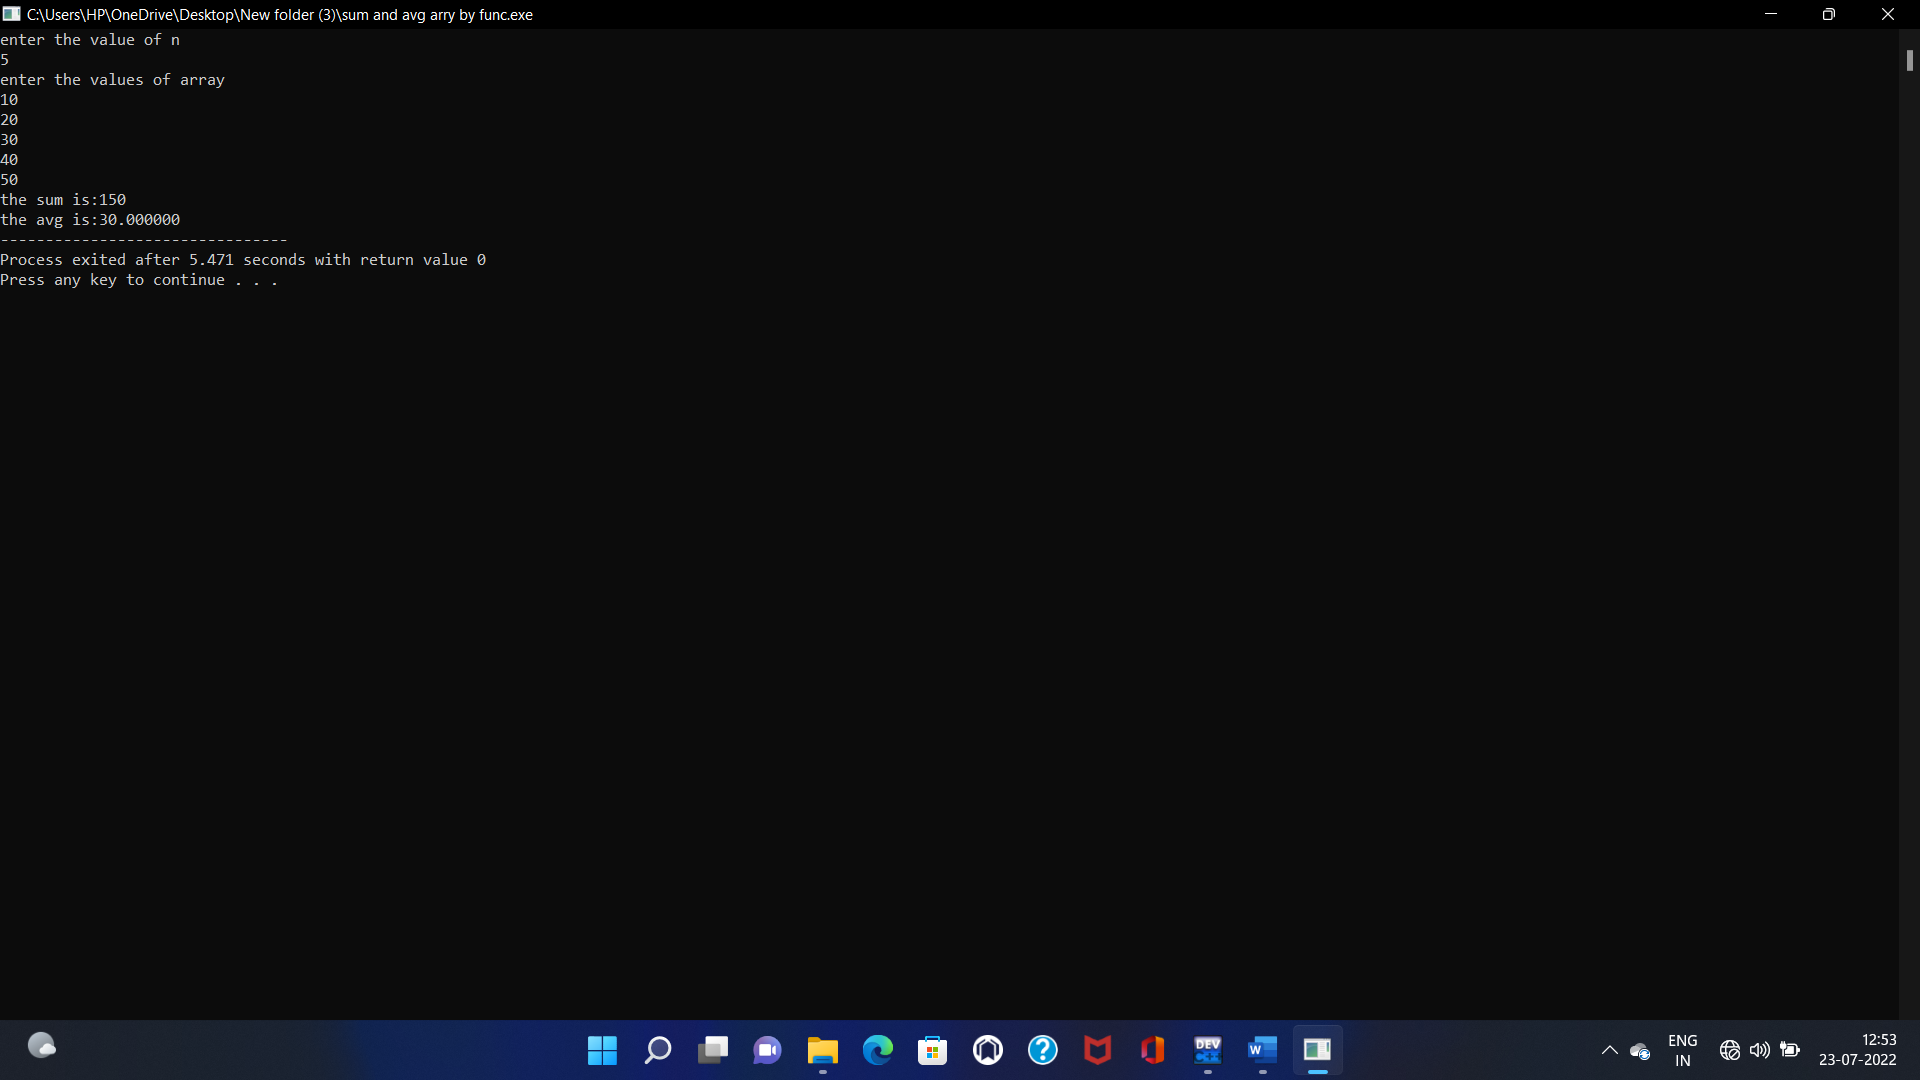 C:\Users\HP\OneDrive\Desktop\New folder (3)\sum and avg arry by func.exe
enter the value of n
5
enter the values of array
10
20
30
40
50
the sum is:150
the avg is:30.000000
--------------------------------
Process exited after 5.471 seconds with return value 0
Press any key to continue . . .
DEV
C++
W
ENG
IN
12:53
23-07-2022